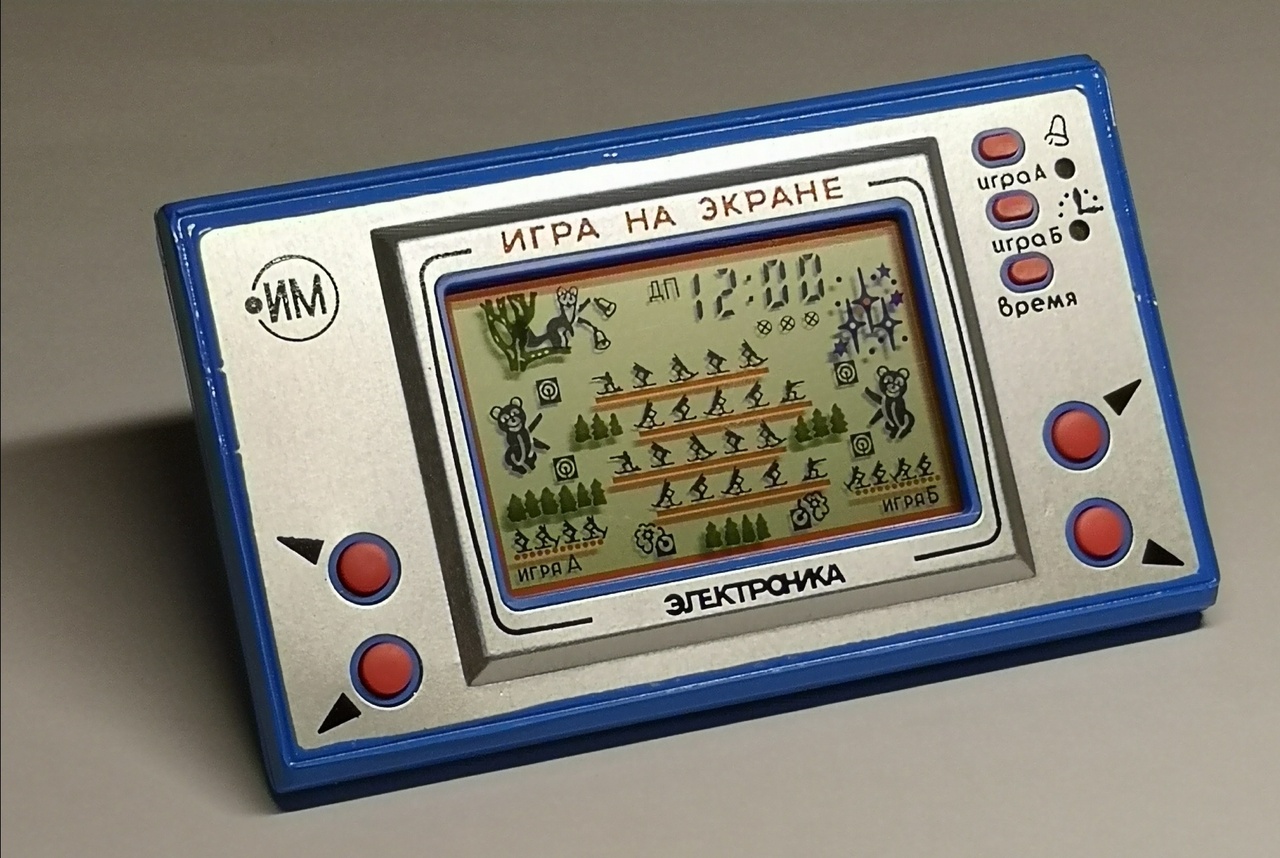 ИМ
ИГРА НА ЭКРАНЕ
игра А
игра Б
время
ДП 12:00
ИГРА А
ИГРА Б
ЭЛЕКТРОНИКА